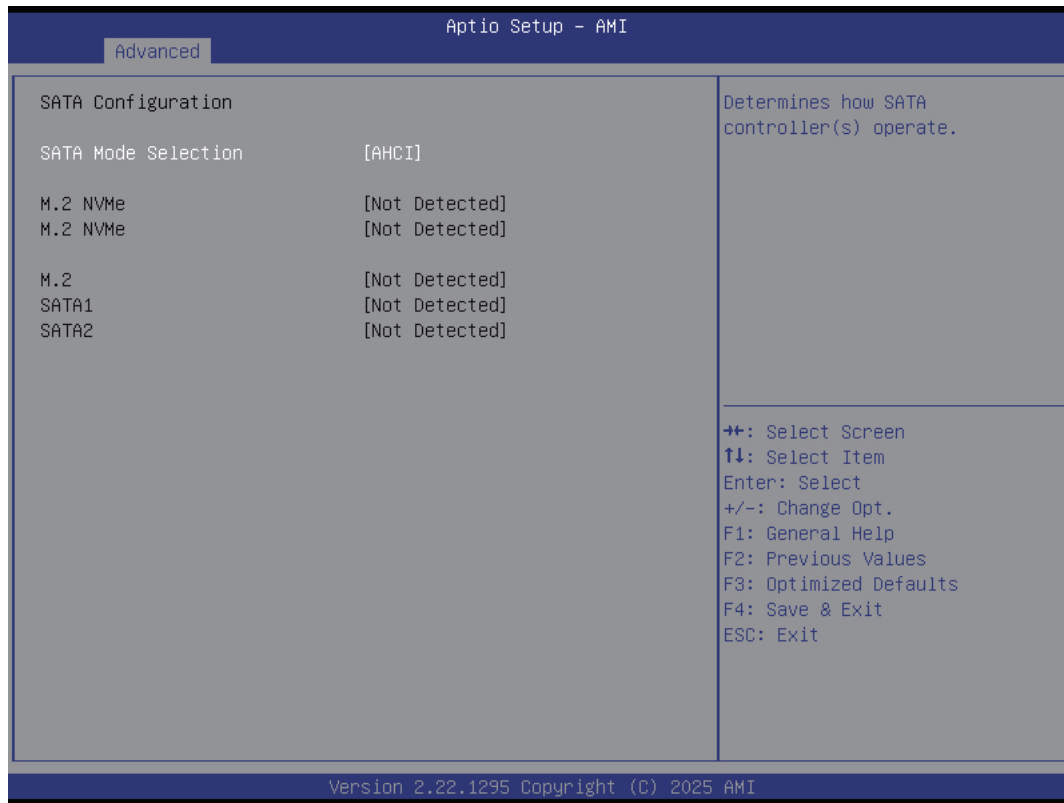 Aptio Setup – AMI
Advanced
SATA Configuration
SATA Mode Selection [AHCI]
M.2 NVMe [Not Detected]
M.2 NVMe [Not Detected]
M.2 [Not Detected]
SATA1 [Not Detected]
SATA2 [Not Detected]
Determines how SATA
controller(s) operate.
→←: Select Screen
↑↓: Select Item
Enter: Select
+/-: Change Opt.
F1: General Help
F2: Previous Values
F3: Optimized Defaults
F4: Save & Exit
ESC: Exit
Version 2.22.1295 Copyright (C) 2025 AMI